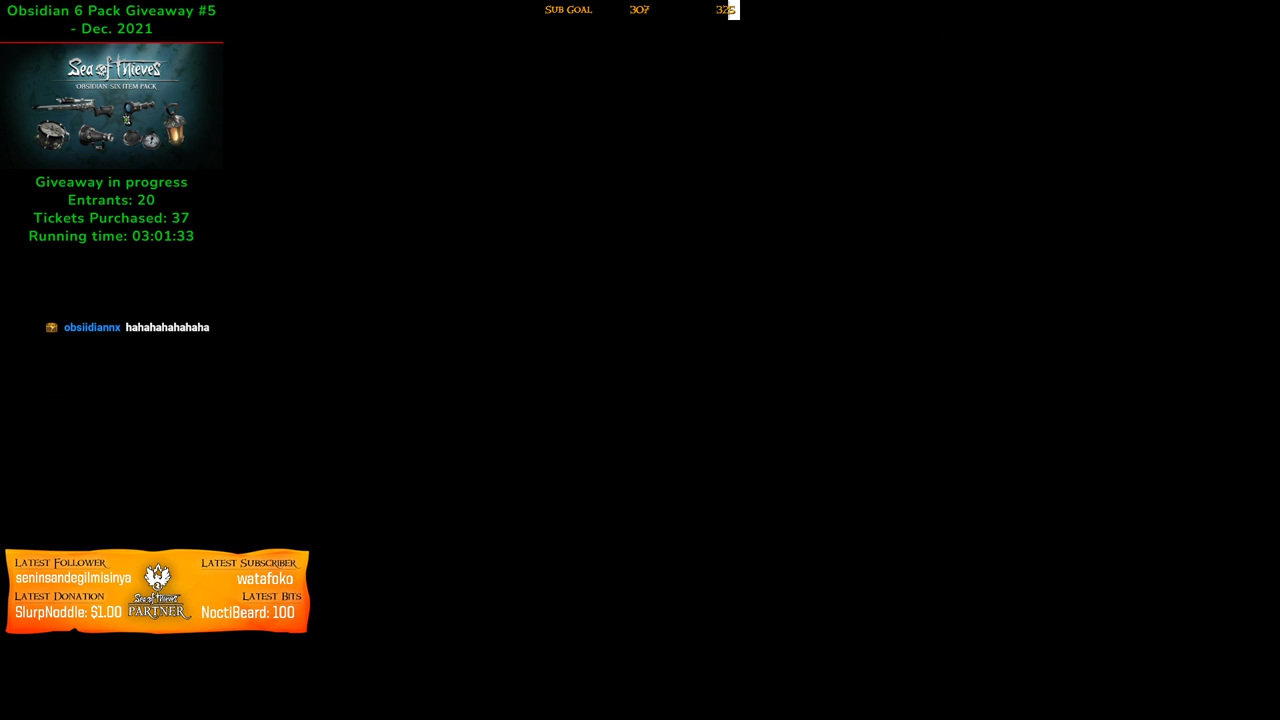 Obsidian 6 Pack Giveaway #5
- Dec. 2021
Sub Goal 307 325
Sea of Thieves
OBSIDIAN SIX ITEM PACK
Giveaway in progress
Entrants: 20
Tickets Purchased: 37
Running time: 03:01:33
obsiidiannx hahahahahahaha
Latest Follower
seninsandegilmisinya
Latest Subscriber
watafoko
Latest Donation
SlurpNoddle: $1.00
Sea of Thieves
PARTNER
Latest Bits
NoctiBeard: 100